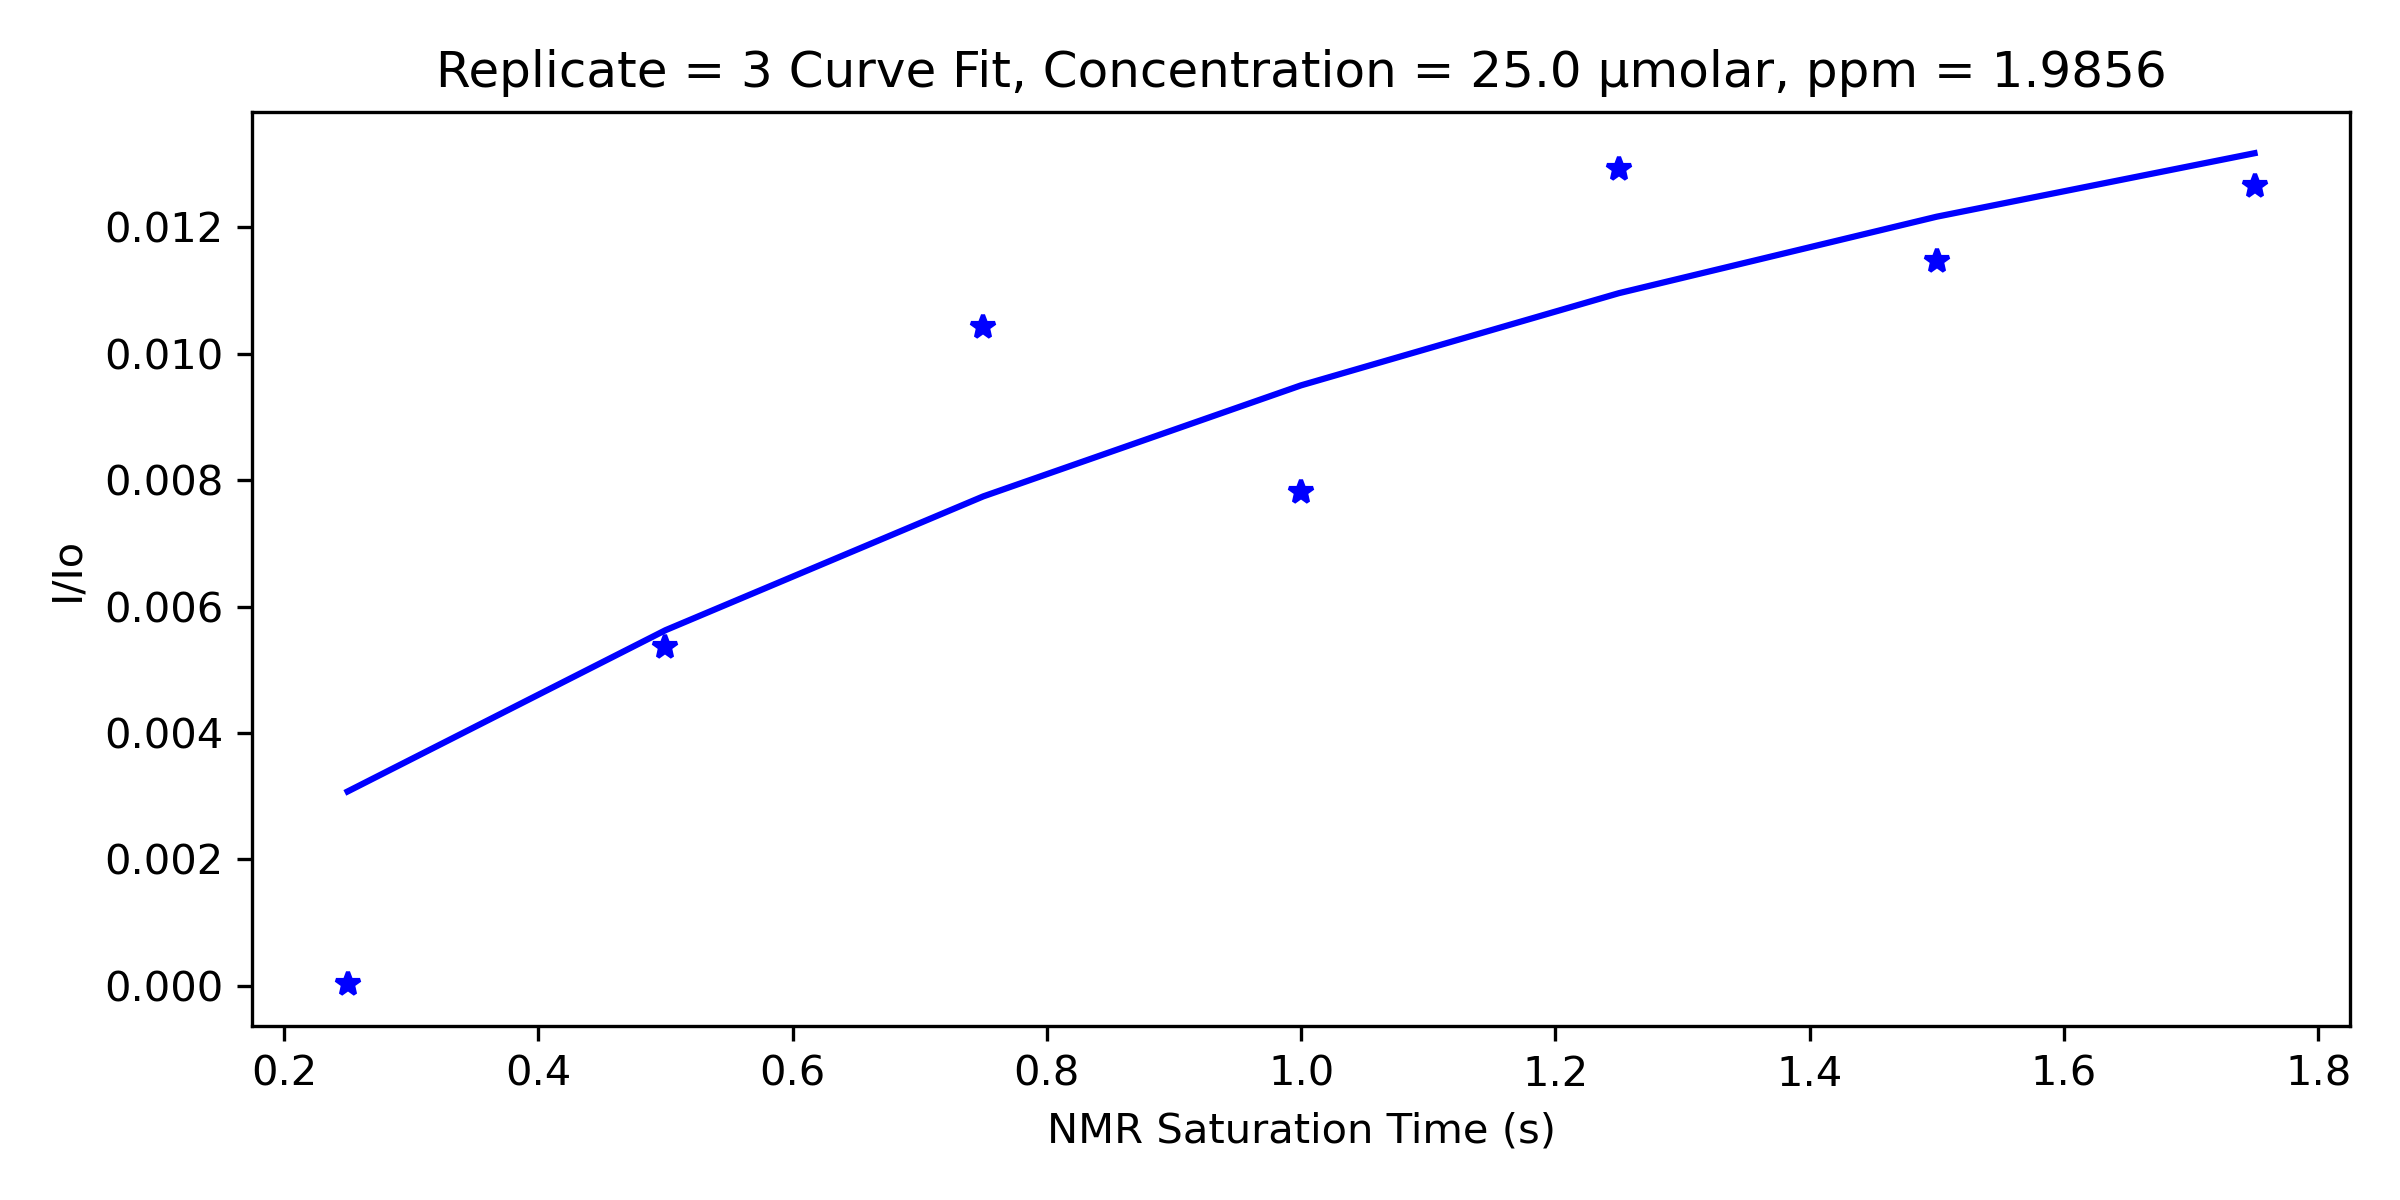 Replicate = 3 Curve Fit, Concentration = 25.0 µmolar, ppm = 1.9856
0.012
0.010
0.008
I/Io
0.006
0.004
0.002
0.000
0.2 0.4 0.6 0.8 1.0 1.2 1.4 1.6 1.8
NMR Saturation Time (s)